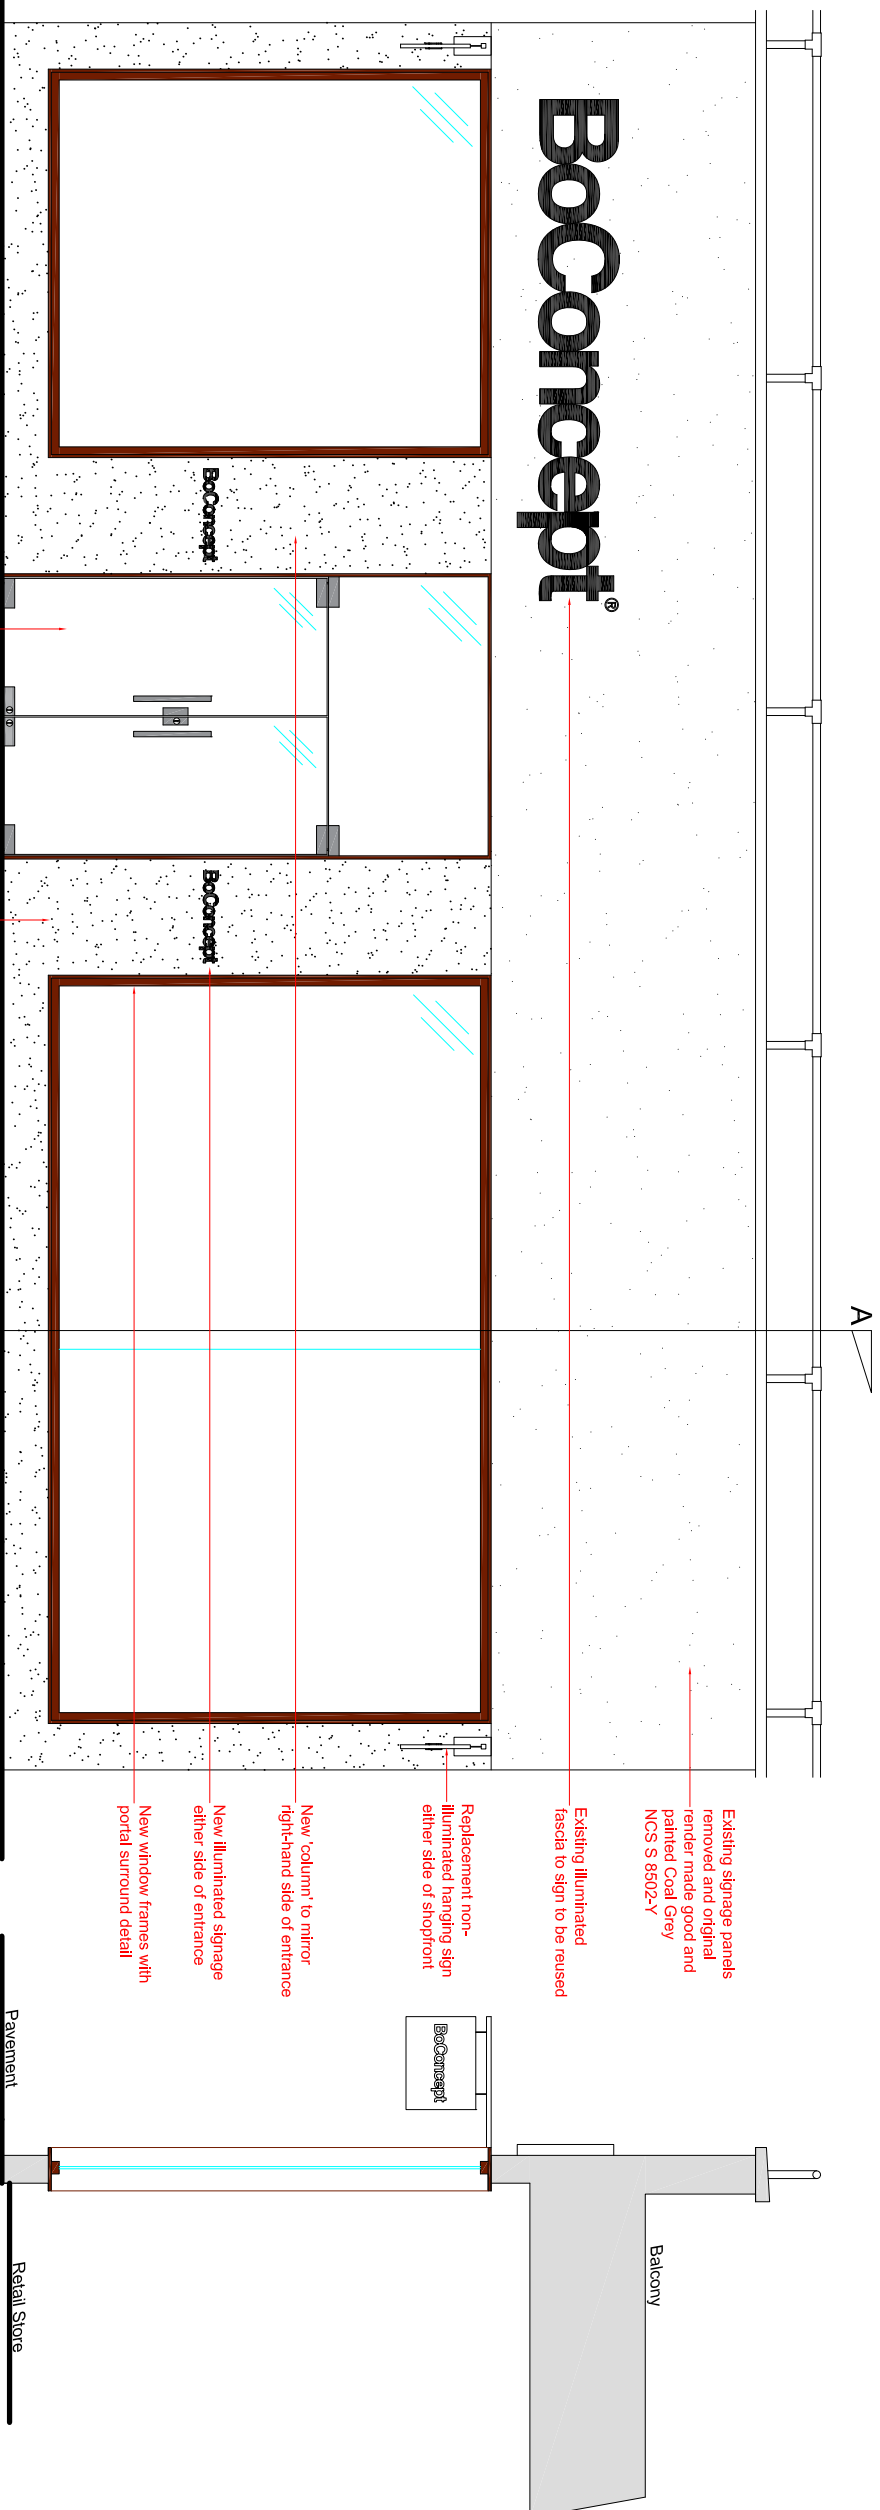 A
BoConcept®
BoConcept
BoConcept
Existing signage panels
removed and original
render made good and
painted Coal Grey
NCS S 8502-Y
Existing illuminated
fascia to sign to be reused
Replacement non-
illuminated hanging sign
either side of shopfront
New 'column' to mirror
right-hand side of entrance
New illuminated signage
either side of entrance
New window frames with
portal surround detail
BoConcept
Balcony
Pavement
Retail Store